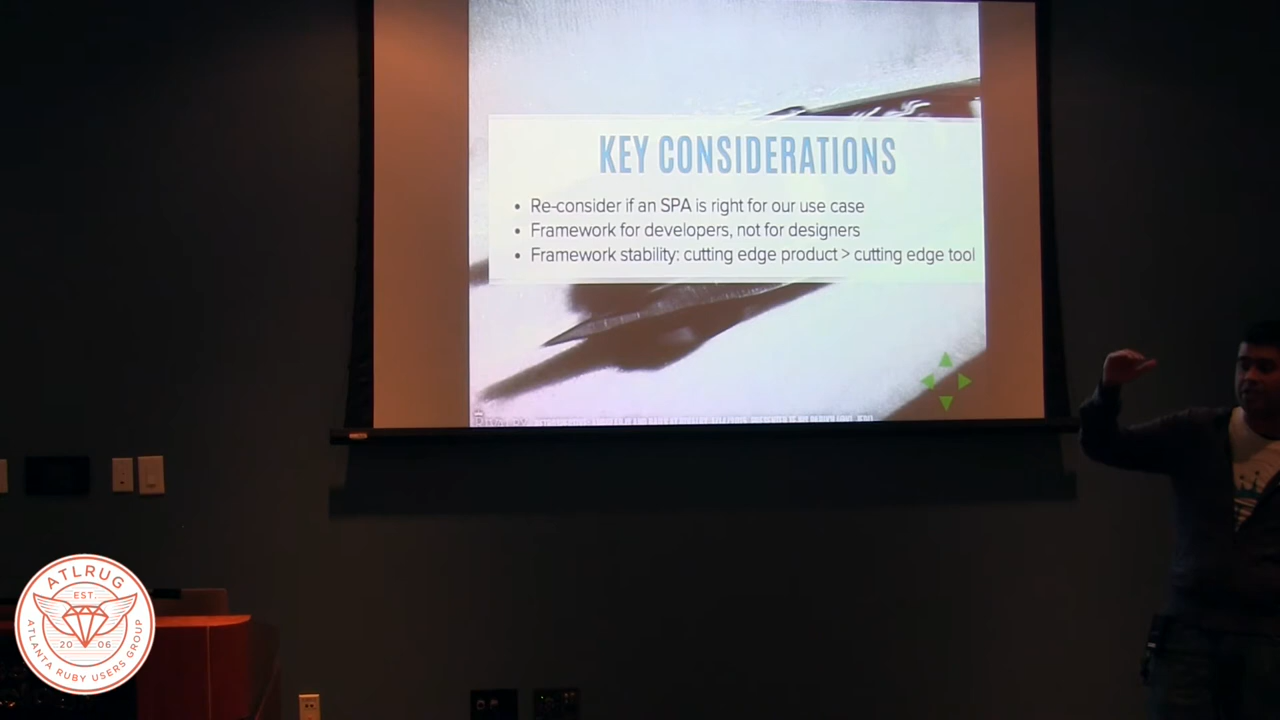 KEY CONSIDERATIONS
• Re-consider if an SPA is right for our use case
• Framework for developers, not for designers
• Framework stability: cutting edge product > cutting edge tool
ATLRUG
EST.
20 06
ATLANTA RUBY USERS GROUP